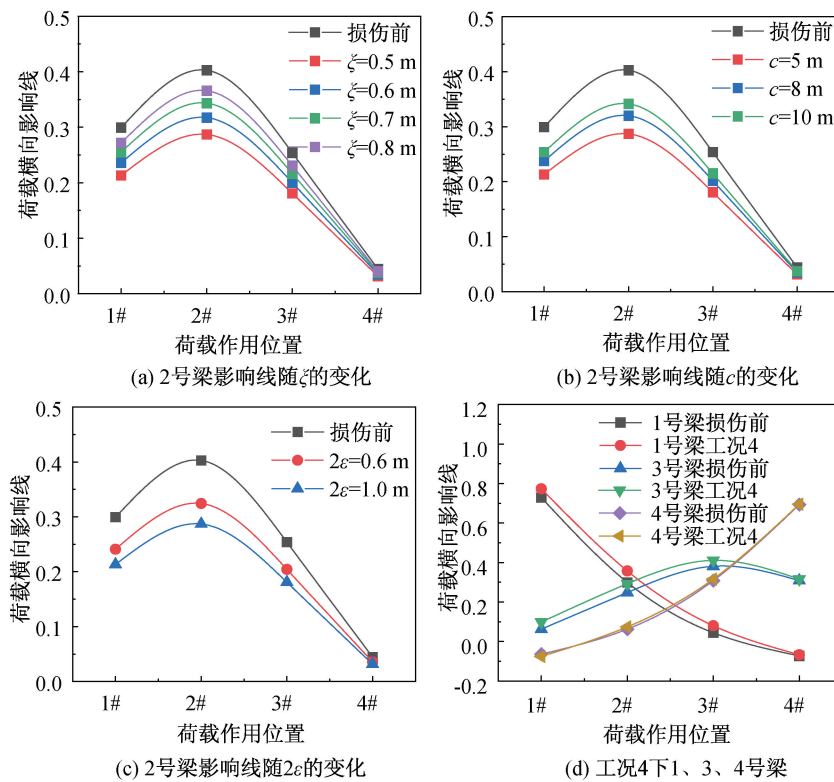 0.5
0.4
0.3
0.2
0.1
0.0
荷载横向影响线
损伤前
ξ=0.5 m
ξ=0.6 m
ξ=0.7 m
ξ=0.8 m
1# 2# 3# 4#
荷载作用位置
(a) 2号梁影响线随ξ的变化
0.5
0.4
0.3
0.2
0.1
0.0
荷载横向影响线
损伤前
c=5 m
c=8 m
c=10 m
1# 2# 3# 4#
荷载作用位置
(b) 2号梁影响线随c的变化
0.5
0.4
0.3
0.2
0.1
0.0
荷载横向影响线
损伤前
2ε=0.6 m
2ε=1.0 m
1# 2# 3# 4#
荷载作用位置
(c) 2号梁影响线随2ε的变化
1.2
1.0
0.8
0.6
0.4
0.2
0.0
-0.2
荷载横向影响线
1号梁损伤前
1号梁工况4
3号梁损伤前
3号梁工况4
4号梁损伤前
4号梁工况4
1# 2# 3# 4#
荷载作用位置
(d) 工况4下1、3、4号梁